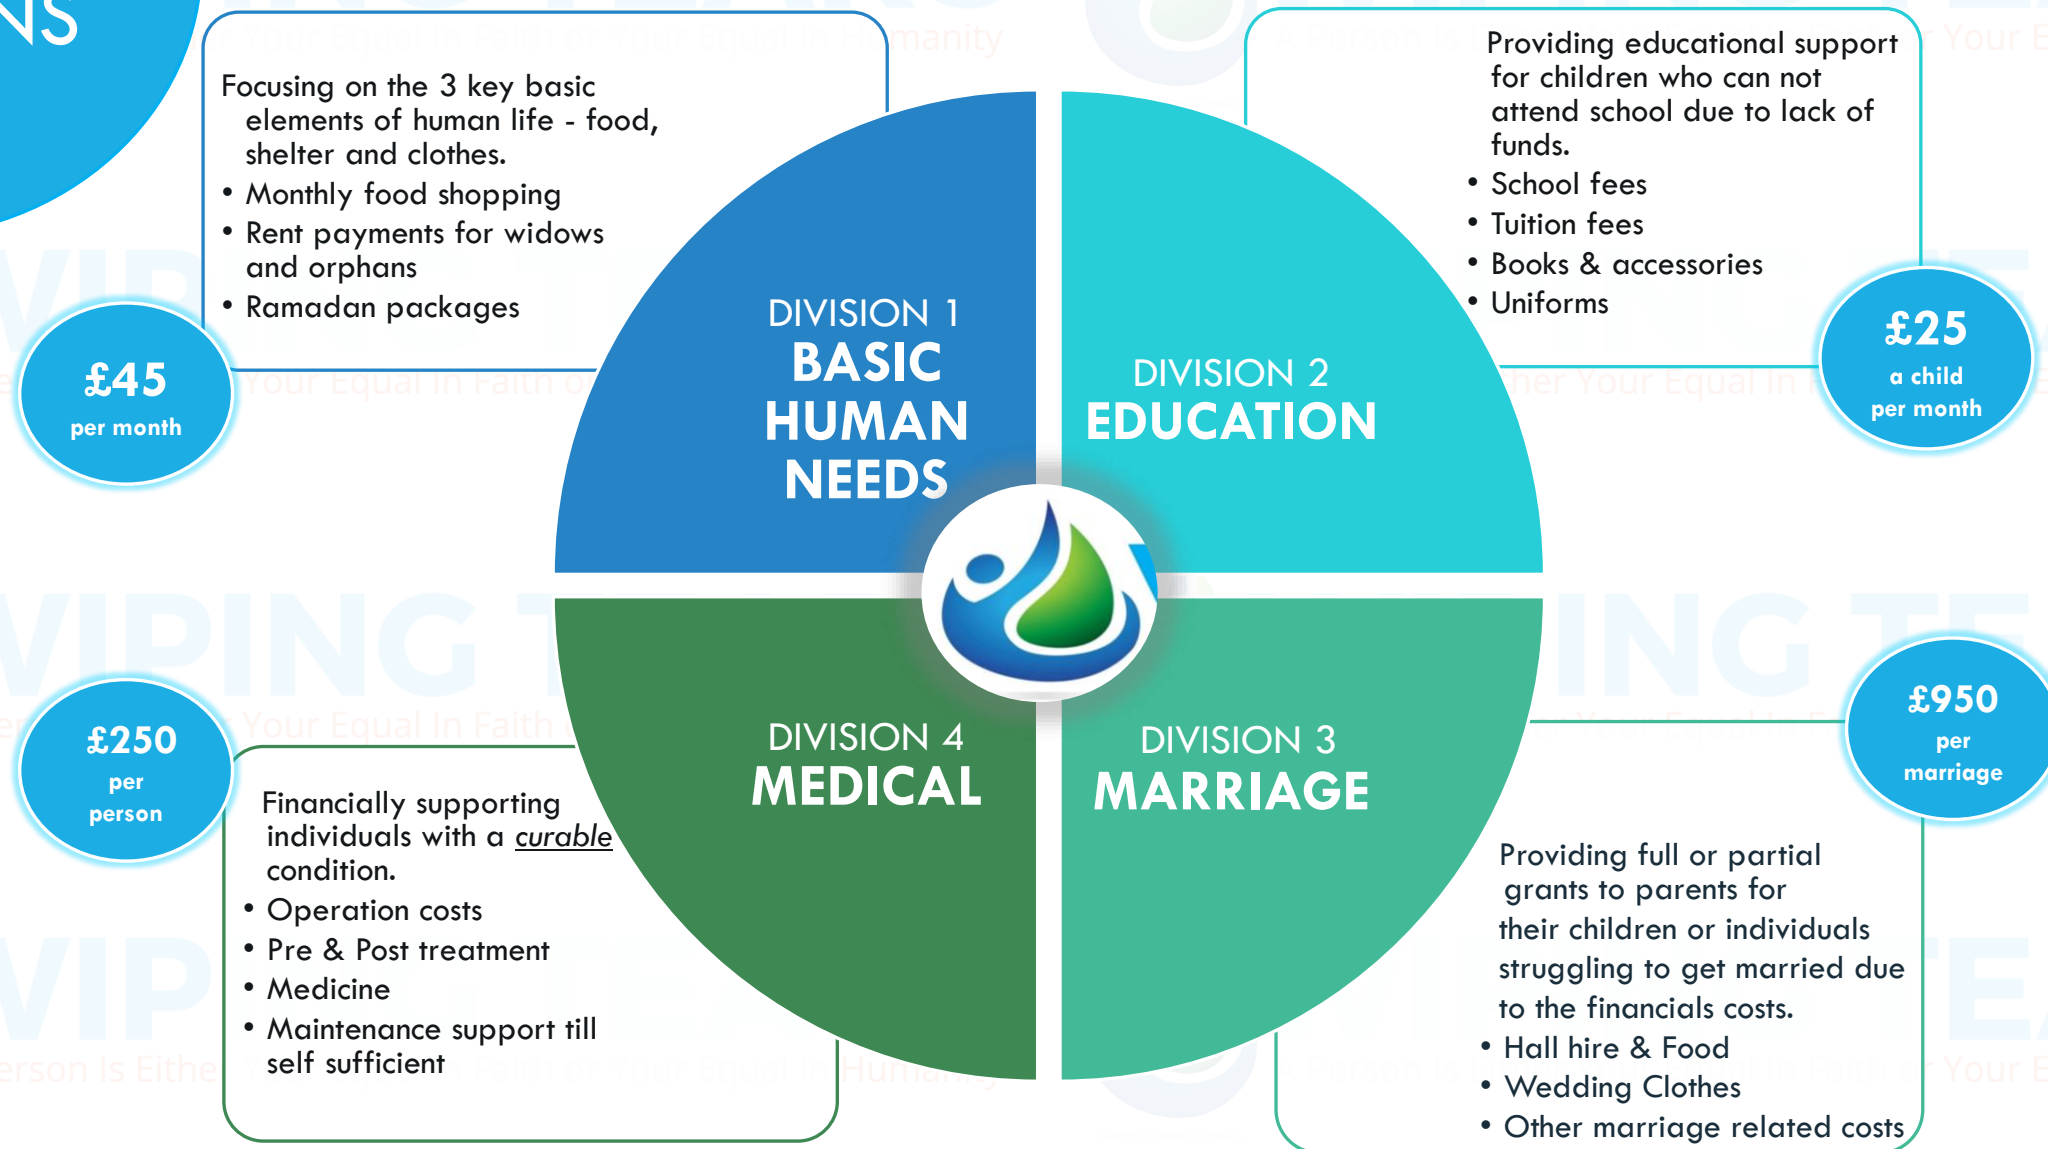 NS
Focusing on the 3 key basic
elements of human life - food,
shelter and clothes.
• Monthly food shopping
• Rent payments for widows
and orphans
• Ramadan packages
£45
per month
DIVISION 1
BASIC
HUMAN
NEEDS
Providing educational support
for children who can not
attend school due to lack of
funds.
• School fees
• Tuition fees
• Books & accessories
• Uniforms
£25
a child
per month
DIVISION 2
EDUCATION
£250
per
person
Financially supporting
individuals with a curable
condition.
• Operation costs
• Pre & Post treatment
• Medicine
• Maintenance support till
self sufficient
DIVISION 4
MEDICAL
DIVISION 3
MARRIAGE
£950
per
marriage
Providing full or partial
grants to parents for
their children or individuals
struggling to get married due
to the financials costs.
• Hall hire & Food
• Wedding Clothes
• Other marriage related costs